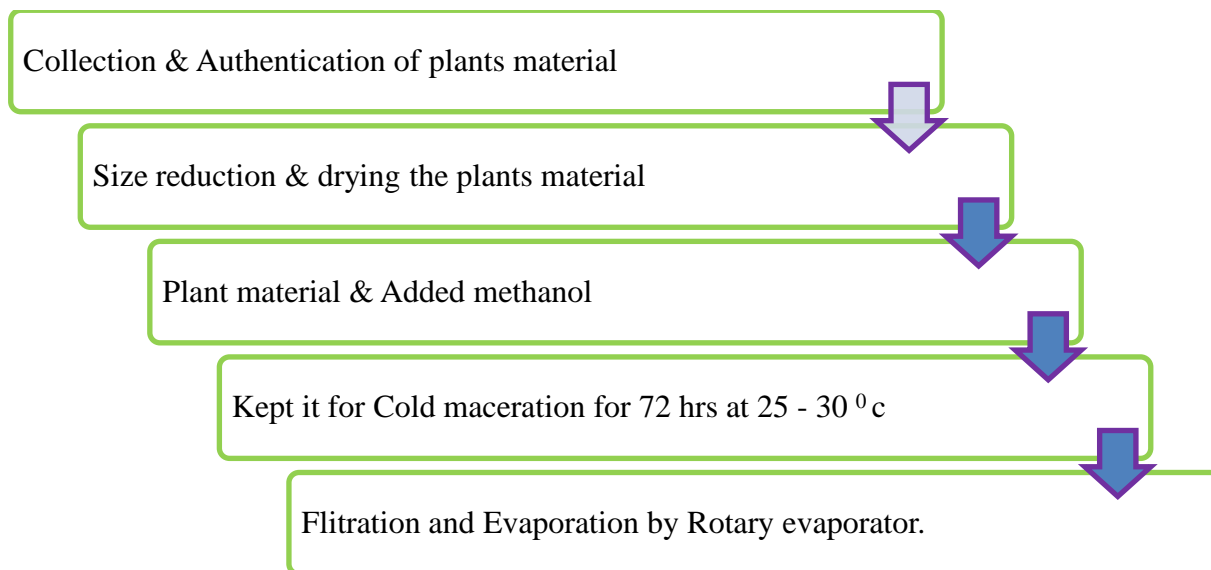 Collection & Authentication of plants material
Size reduction & drying the plants material
Plant material & Added methanol
Kept it for Cold maceration for 72 hrs at 25 - 30 ⁰ c
Flitration and Evaporation by Rotary evaporator.